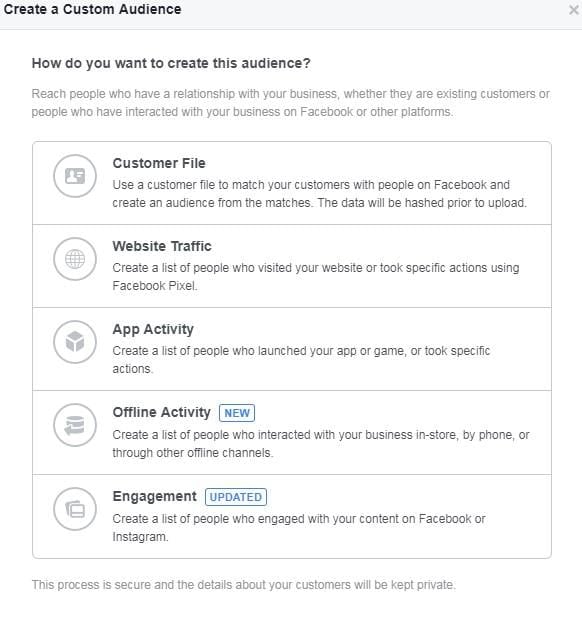 Create a Custom Audience
How do you want to create this audience?
Reach people who have a relationship with your business, whether they are existing customers or
people who have interacted with your business on Facebook or other platforms.
Customer File
Use a customer file to match your customers with people on Facebook and
create an audience from the matches. The data will be hashed prior to upload.
Website Traffic
Create a list of people who visited your website or took specific actions using
Facebook Pixel.
App Activity
Create a list of people who launched your app or game, or took specific
actions.
Offline Activity NEW
Create a list of people who interacted with your business in-store, by phone, or
through other offline channels.
Engagement UPDATED
Create a list of people who engaged with your content on Facebook or
Instagram.
This process is secure and the details about your customers will be kept private.